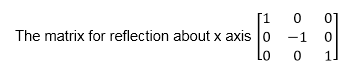 The matrix for reflection about x axis [1 0 0
0 −1 0
0 0 1]